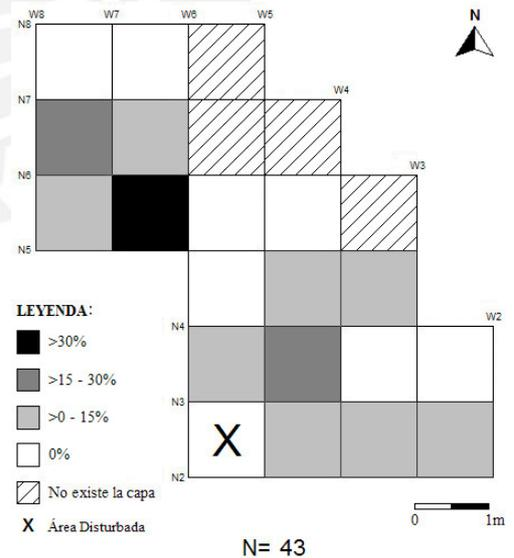 W8 W7 W6 W5
N
N8
N7
W4
N6
W3
N5
LEYENDA:
>30%
>15 - 30%
>0 - 15%
0%
No existe la capa
X Área Disturbada
N4
W2
N3
X
N2
0 1m
N= 43